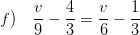 f) v/9 - 4/3 = v/6 - 1/3